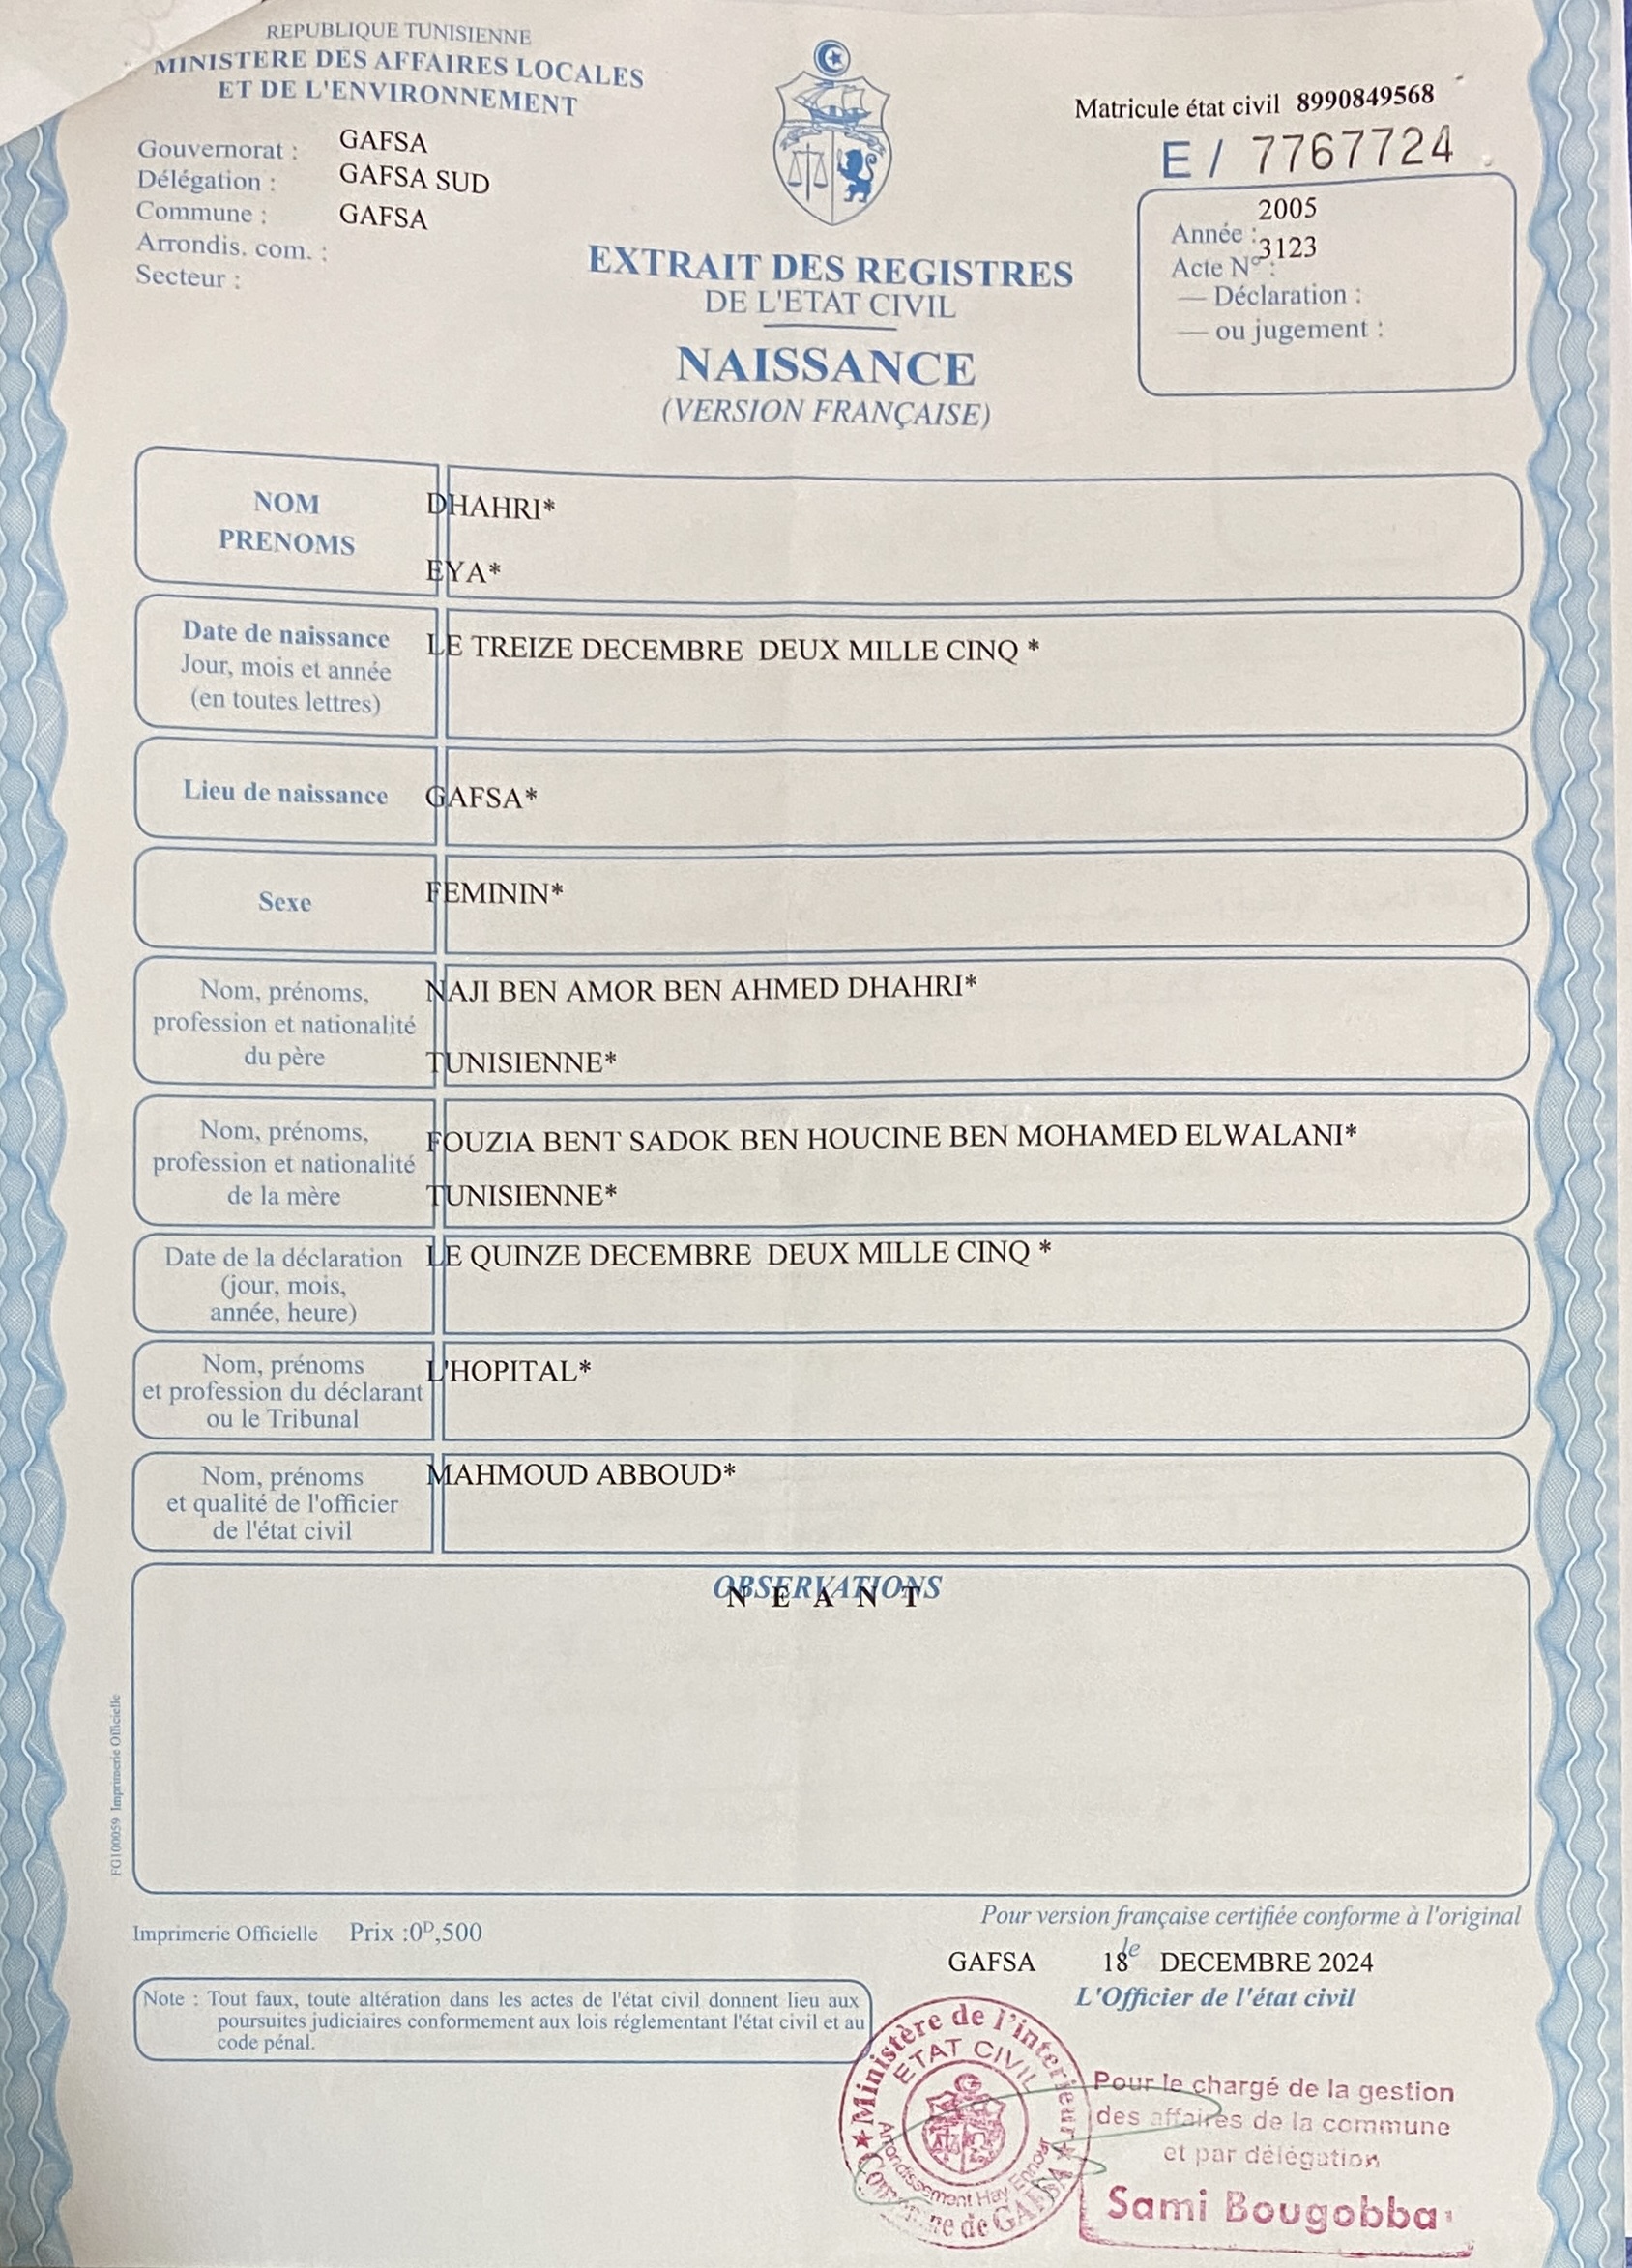 REPUBLIQUE TUNISIENNE
MINISTERE DES AFFAIRES LOCALES
ET DE L'ENVIRONNEMENT
Gouvernorat : GAFSA
Délégation : GAFSA SUD
Commune : GAFSA
Arrondis. com. :
Secteur :
Matricule état civil 8990849568
E / 7767724
2005
Année :
3123
Acte N° :
— Déclaration :
— ou jugement :
EXTRAIT DES REGISTRES
DE L'ETAT CIVIL
NAISSANCE
(VERSION FRANÇAISE)
NOM DHAHRI*
PRENOMS
EYA*
Date de naissance LE TREIZE DECEMBRE DEUX MILLE CINQ *
Jour, mois et année
(en toutes lettres)
Lieu de naissance GAFSA*
Sexe FEMININ*
Nom, prénoms, NAJI BEN AMOR BEN AHMED DHAHRI*
profession et nationalité
du père TUNISIENNE*
Nom, prénoms, FOUZIA BENT SADOK BEN HOUCINE BEN MOHAMED ELWALANI*
profession et nationalité
de la mère TUNISIENNE*
Date de la déclaration LE QUINZE DECEMBRE DEUX MILLE CINQ *
(jour, mois,
année, heure)
Nom, prénoms L'HOPITAL*
et profession du déclarant
ou le Tribunal
Nom, prénoms MAHMOUD ABBOUD*
et qualité de l'officier
de l'état civil
OBSERVATIONS
N E A N T
FG100059 Imprimerie Officielle
Imprimerie Officielle Prix :0D,500
Pour version française certifiée conforme à l'original
GAFSA le 18 DECEMBRE 2024
L'Officier de l'état civil
Note : Tout faux, toute altération dans les actes de l'état civil donnent lieu aux
poursuites judiciaires conformement aux lois réglementant l'état civil et au
code pénal.
Ministère de l'interieur
ETAT CIVIL
Arrondissement Hay Ennour
Commune de GAFSA
Pour le chargé de la gestion
des affaires de la commune
et par délégation
Sami Bougobba